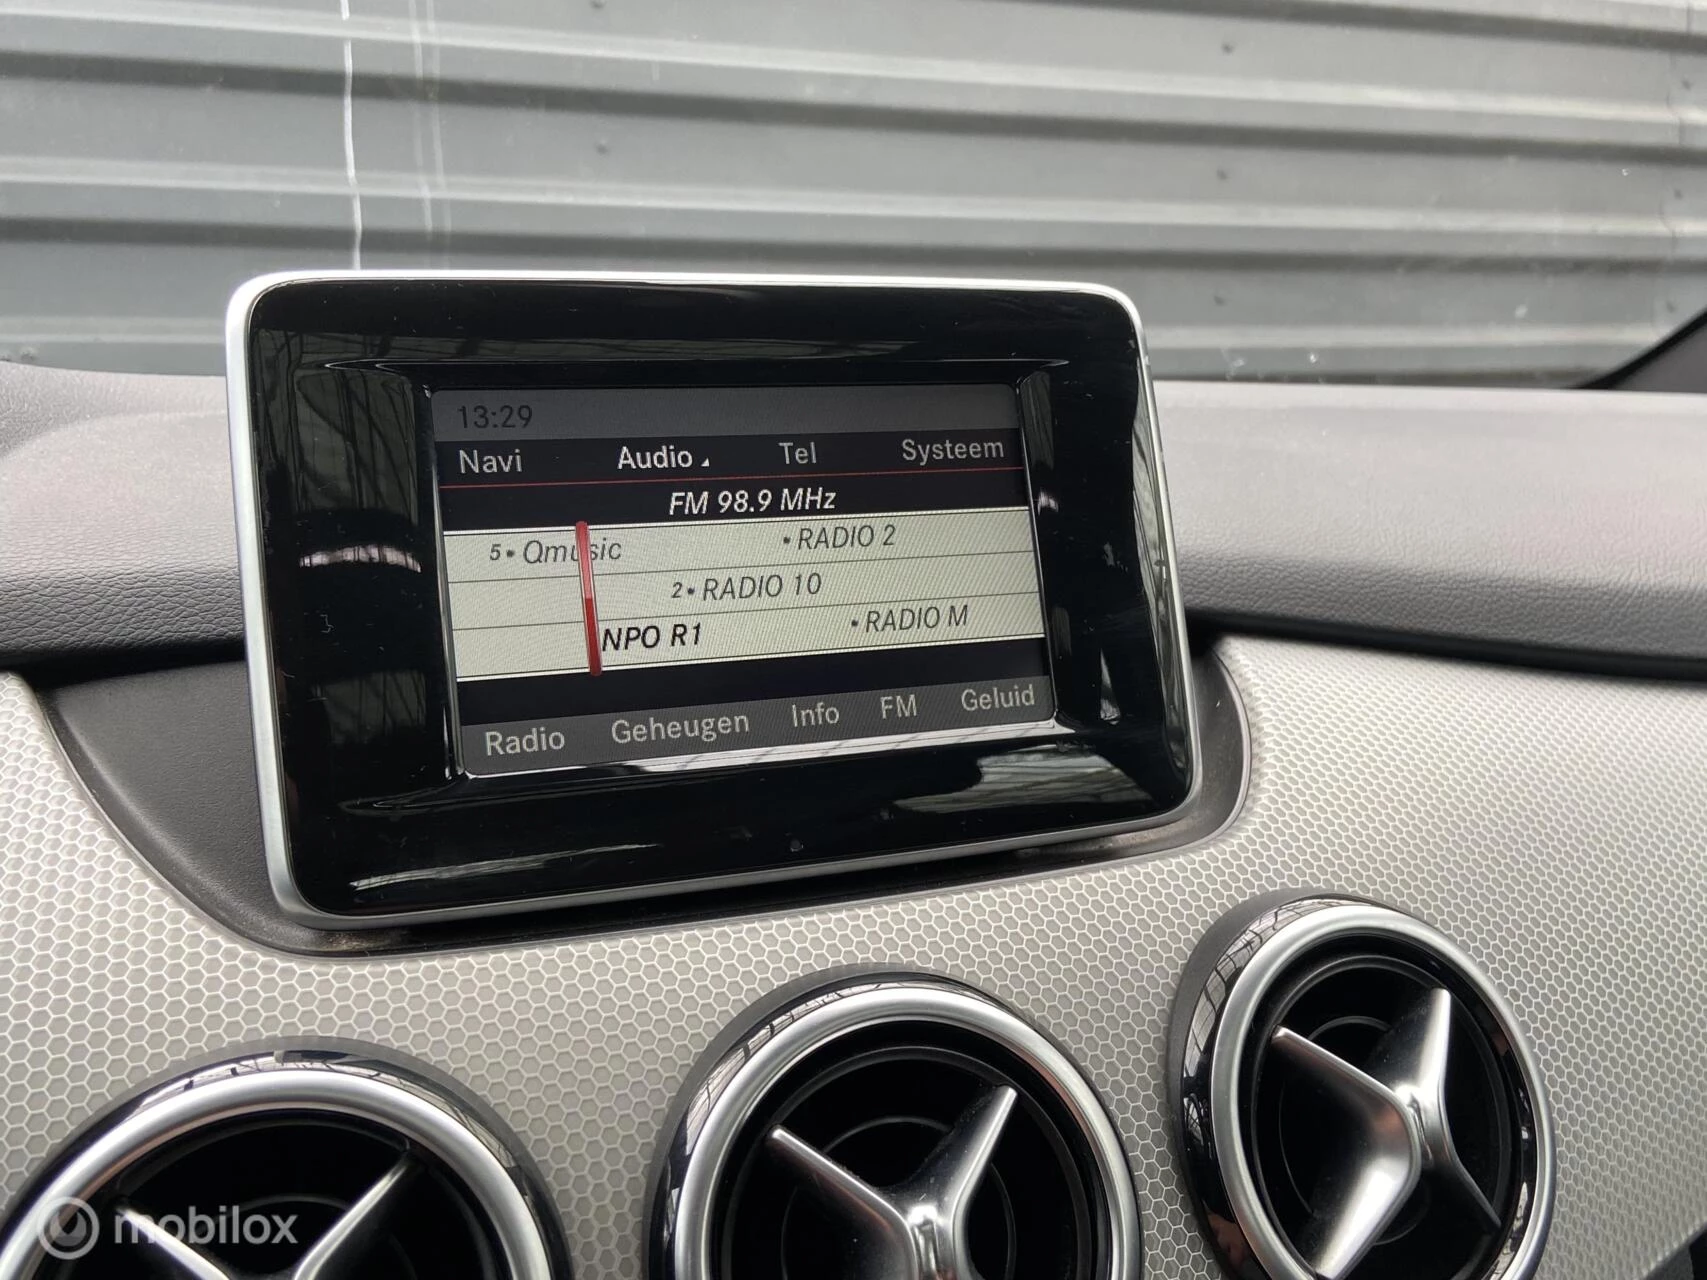 13:29
Navi Audio Tel Systeem
FM 98.9 MHz
5• Qmusic •RADIO 2
2•RADIO 10
NPO R1 •RADIO M
Radio Geheugen Info FM Geluid
mobilox